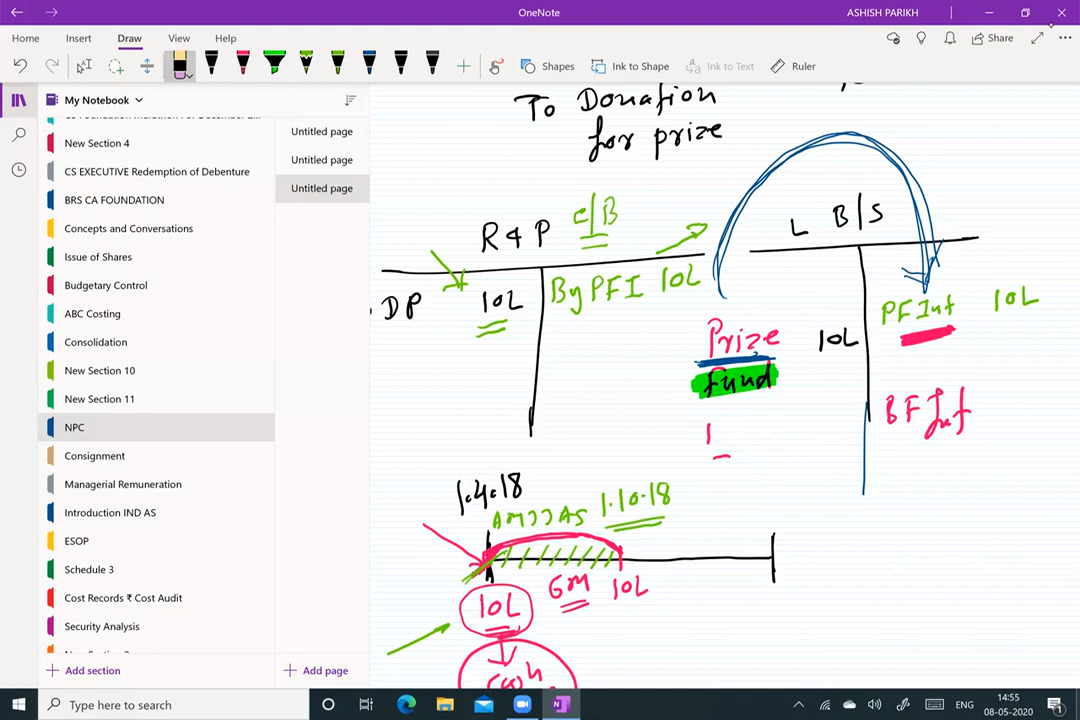 OneNote
ASHISH PARIKH
Home
Insert
Draw
View
Help
Share
Shapes
Ink to Shape
Ink to Text
Ruler
My Notebook
New Section 4
CS EXECUTIVE Redemption of Debenture
BRS CA FOUNDATION
Concepts and Conversations
Issue of Shares
Budgetary Control
ABC Costing
Consolidation
New Section 10
New Section 11
NPC
Consignment
Managerial Remuneration
Introduction IND AS
ESOP
Schedule 3
Cost Records ₹ Cost Audit
Security Analysis
Add section
Untitled page
Untitled page
Untitled page
Add page
To Donation
for prize
R & P C/B
DP 10L
By PFI 10L
L B/S
Prize 10L
Fund
PF Inv 10L
BF Inv
1.4.18
AMJJAS 1.10.18
6M 10L
10L
Cash
Type here to search
ENG
14:55
08-05-2020